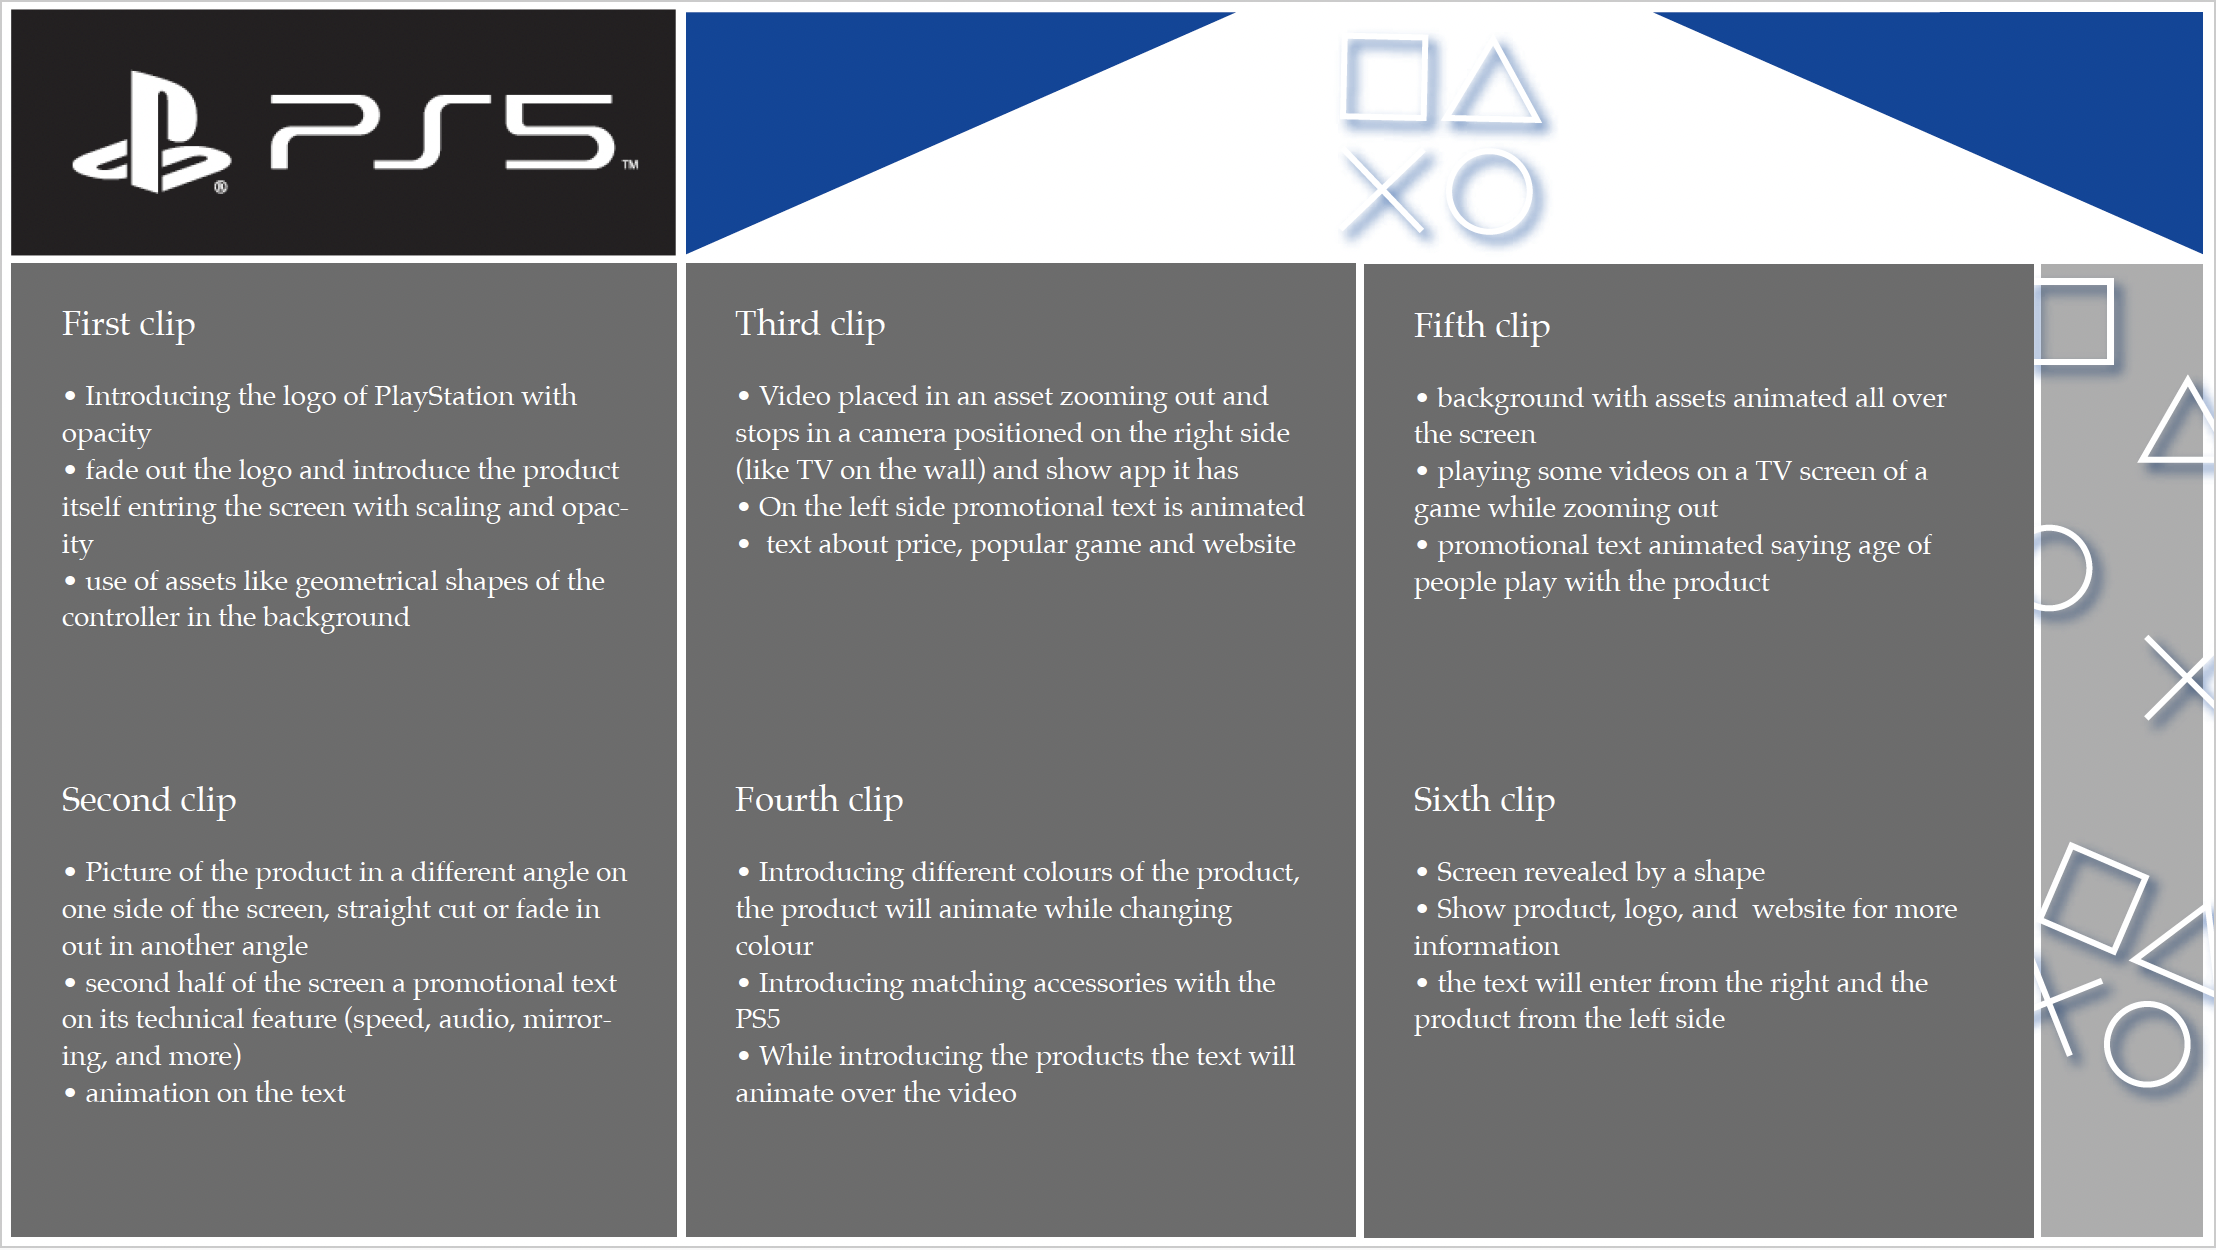 PS5
®
™
First clip
• Introducing the logo of PlayStation with
opacity
• fade out the logo and introduce the product
itself entring the screen with scaling and opac-
ity
• use of assets like geometrical shapes of the
controller in the background
Second clip
• Picture of the product in a different angle on
one side of the screen, straight cut or fade in
out in another angle
• second half of the screen a promotional text
on its technical feature (speed, audio, mirror-
ing, and more)
• animation on the text
Third clip
• Video placed in an asset zooming out and
stops in a camera positioned on the right side
(like TV on the wall) and show app it has
• On the left side promotional text is animated
• text about price, popular game and website
Fourth clip
• Introducing different colours of the product,
the product will animate while changing
colour
• Introducing matching accessories with the
PS5
• While introducing the products the text will
animate over the video
Fifth clip
• background with assets animated all over
the screen
• playing some videos on a TV screen of a
game while zooming out
• promotional text animated saying age of
people play with the product
Sixth clip
• Screen revealed by a shape
• Show product, logo, and website for more
information
• the text will enter from the right and the
product from the left side